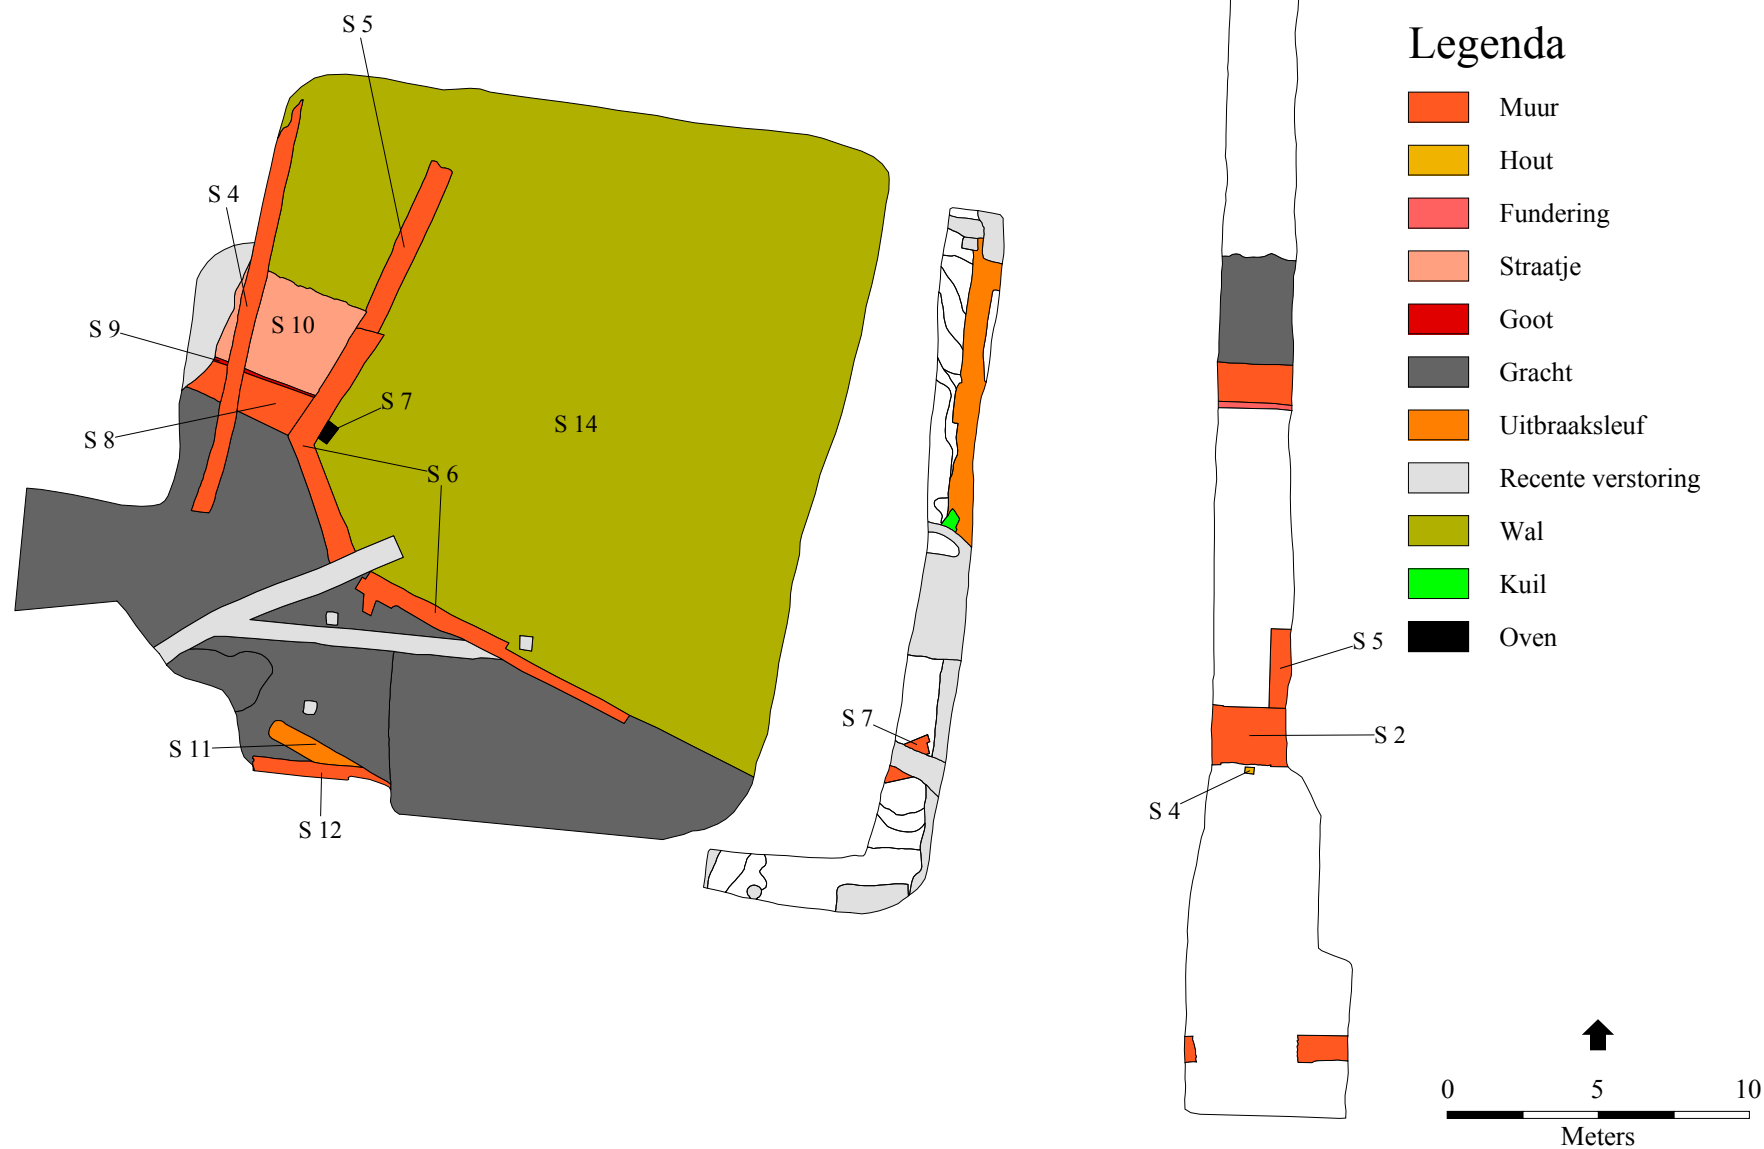 S 5
S 4
S 9
S 10
S 7
S 8
S 14
S 6
S 11
S 12
S 7
S 5
S 2
S 4
Legenda
Muur
Hout
Fundering
Straatje
Goot
Gracht
Uitbraaksleuf
Recente verstoring
Wal
Kuil
Oven
0 5 10
Meters